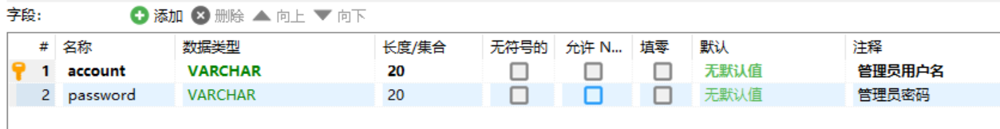 字段: 添加 删除 向上 向下
# 名称 数据类型 长度/集合 无符号的 允许 N... 填零 默认 注释
1 account VARCHAR 20 无默认值 管理员用户名
2 password VARCHAR 20 无默认值 管理员密码